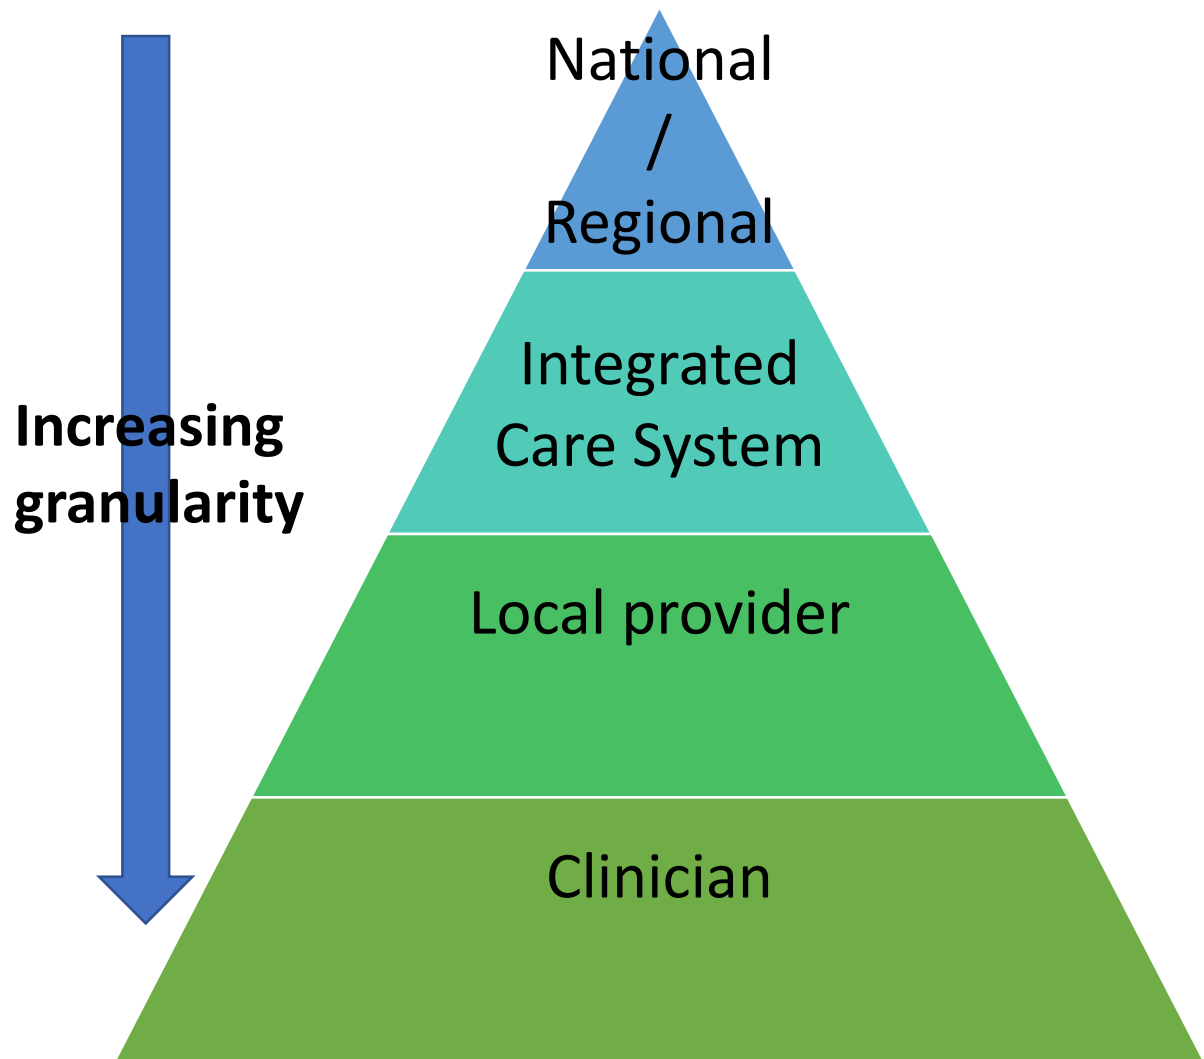 National
/
Regional
Integrated
Care System
Increasing
granularity
Local provider
Clinician